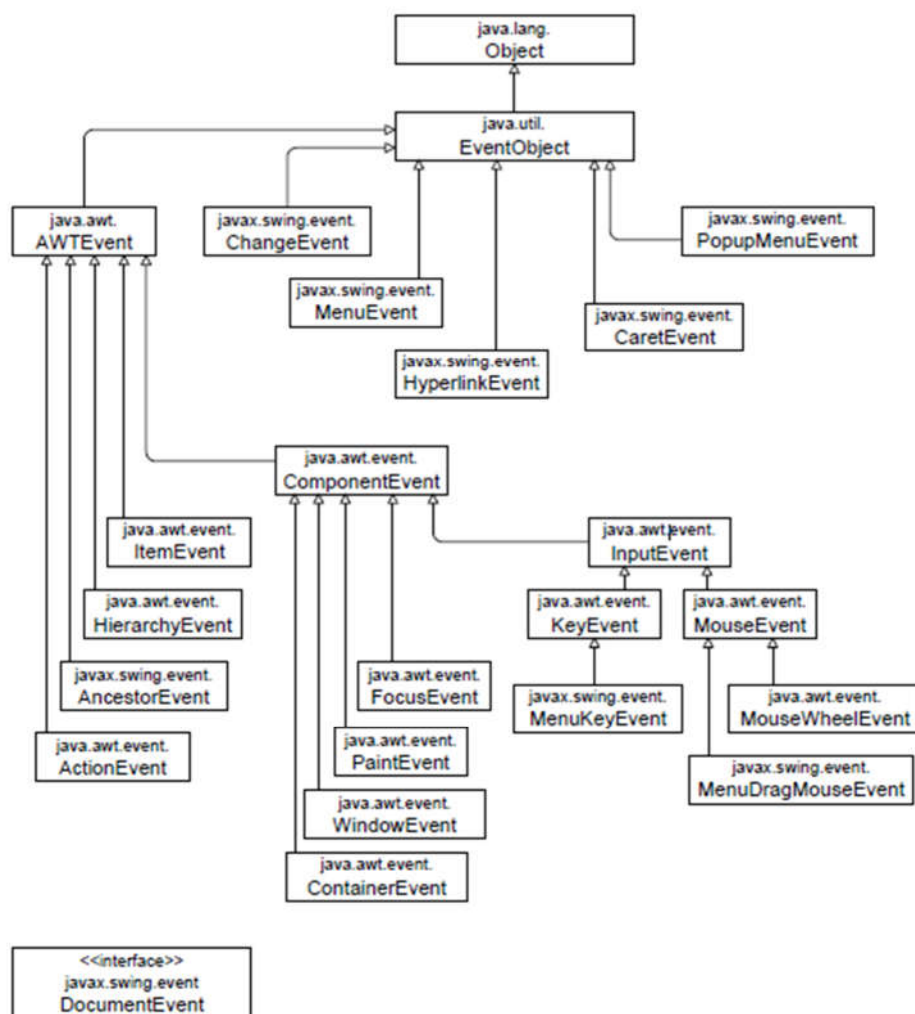 java.lang.
Object
java.util.
EventObject
java.awt.
AWTEvent
javax.swing.event.
ChangeEvent
javax.swing.event.
PopupMenuEvent
javax.swing.event.
MenuEvent
javax.swing.event.
CaretEvent
javax.swing.event.
HyperlinkEvent
java.awt.event.
ComponentEvent
java.awt.event.
ItemEvent
java.awt.event.
InputEvent
java.awt.event.
HierarchyEvent
java.awt.event.
KeyEvent
java.awt.event.
MouseEvent
javax.swing.event.
AncestorEvent
java.awt.event.
FocusEvent
javax.swing.event.
MenuKeyEvent
java.awt.event.
MouseWheelEvent
java.awt.event.
ActionEvent
java.awt.event.
PaintEvent
javax.swing.event.
MenuDragMouseEvent
java.awt.event.
WindowEvent
java.awt.event.
ContainerEvent
<<interface>>
javax.swing.event
DocumentEvent